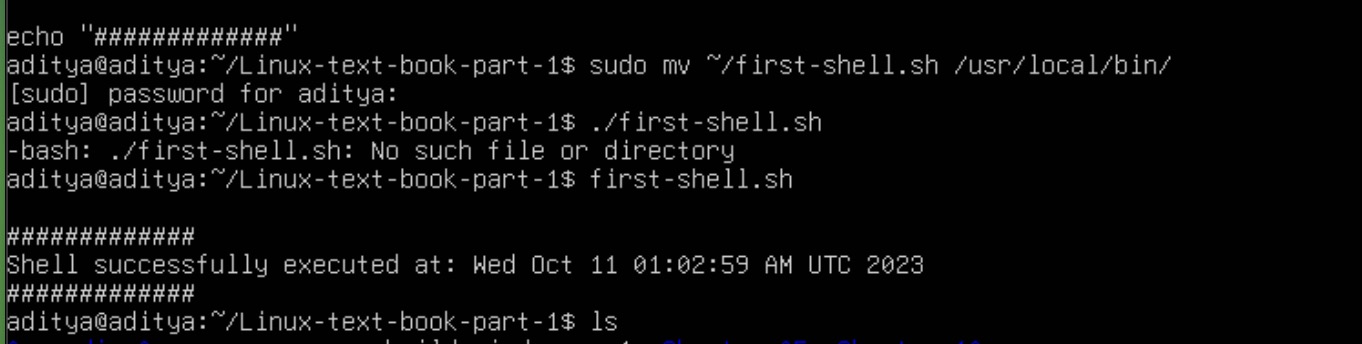 echo "#############"
aditya@aditya:~/Linux-text-book-part-1$ sudo mv ~/first-shell.sh /usr/local/bin/
[sudo] password for aditya:
aditya@aditya:~/Linux-text-book-part-1$ ./first-shell.sh
-bash: ./first-shell.sh: No such file or directory
aditya@aditya:~/Linux-text-book-part-1$ first-shell.sh
#############
Shell successfully executed at: Wed Oct 11 01:02:59 AM UTC 2023
#############
aditya@aditya:~/Linux-text-book-part-1$ ls